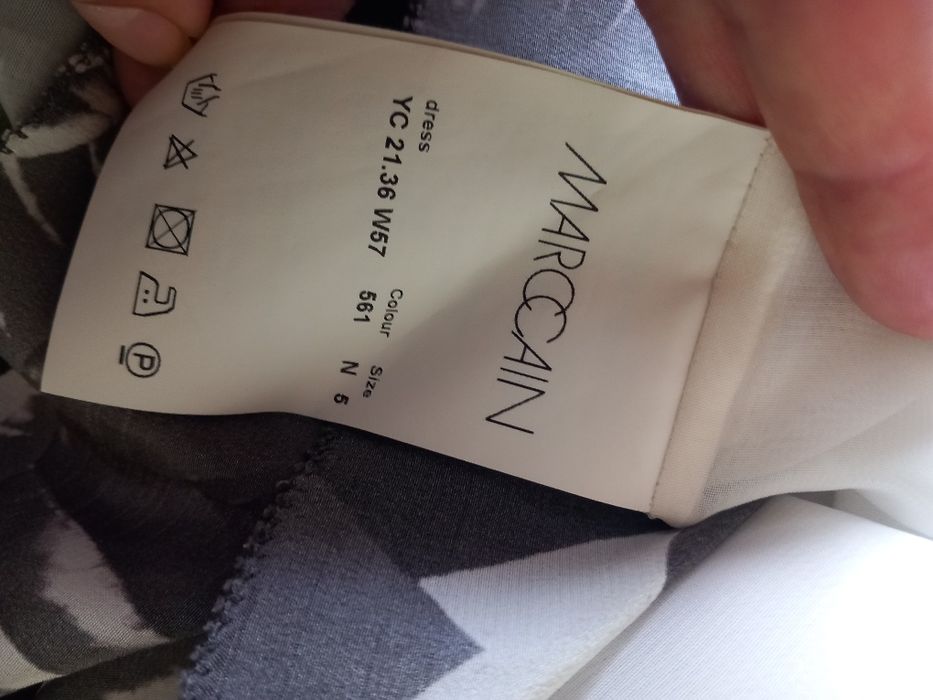 MARCCAIN
dress
Colour Size
YC 21.36 W57 561 N 5
P